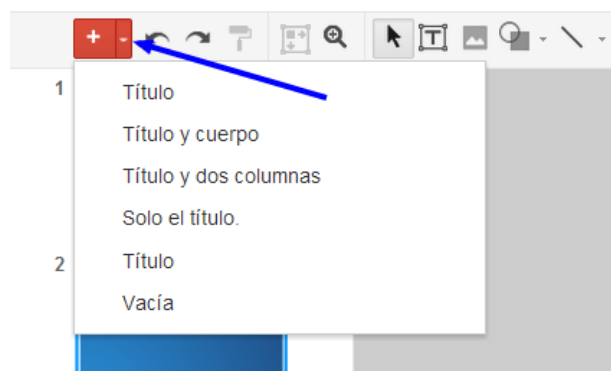 1
Título
Título y cuerpo
Título y dos columnas
Solo el título.
2
Título
Vacía